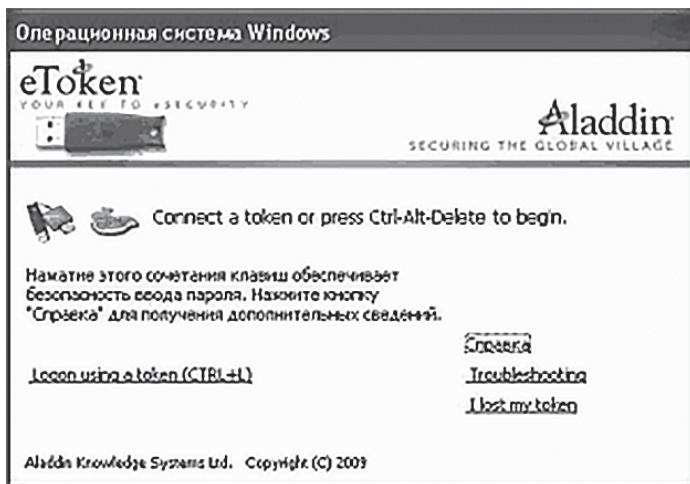 Операционная система Windows
eToken
YOUR KEY TO eSECURITY
Aladdin
SECURING THE GLOBAL VILLAGE
Connect a token or press Ctrl-Alt-Delete to begin.
Нажатие этого сочетания клавиш обеспечивает
безопасность ввода пароля. Нажмите кнопку
"Справка" для получения дополнительных сведений.
Справка
Logon using a token (CTRL+L)
Troubleshooting
I lost my token
Aladdin Knowledge Systems Ltd. Copyright (C) 2009